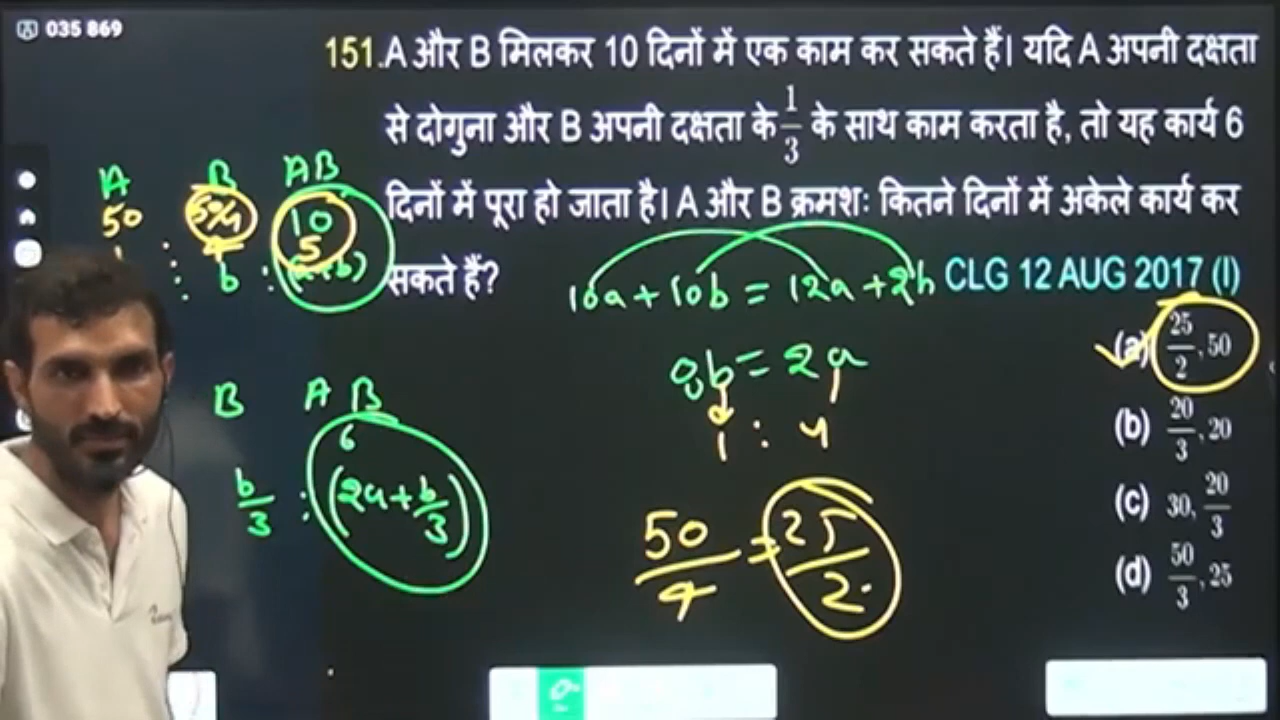 035 869
151.A और B मिलकर 10 दिनों में एक काम कर सकते हैं। यदि A अपनी दक्षता
से दोगुना और B अपनी दक्षता के 1/3 के साथ काम करता है, तो यह कार्य 6
दिनों में पूरा हो जाता है। A और B क्रमशः कितने दिनों में अकेले कार्य कर
सकते हैं?
CLG 12 AUG 2017 (I)
(a) 25/2, 50
(b) 20/3, 20
(c) 30, 20/3
(d) 50/3, 25
A B AB
50 50/4 10
4 5
: b : (a+b)
B A B
6
b/3 : (2a+b/3)
10a+10b = 12a+2b
8b = 2a
1 : 4
50/4 = 25/2